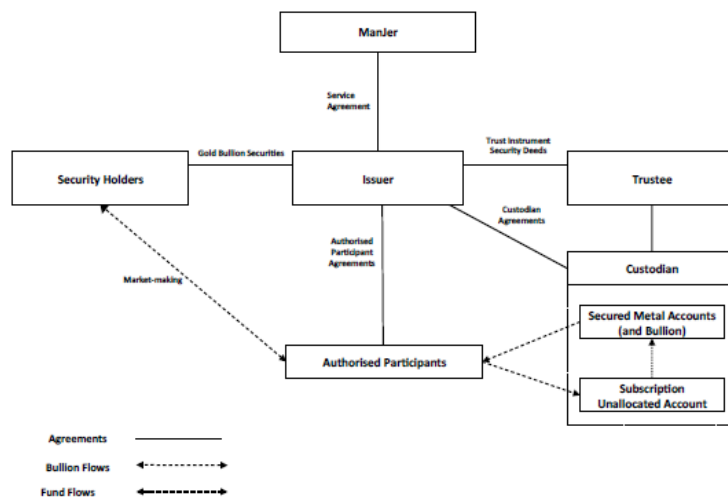 ManJer
Service
Agreement
Gold Bullion Securities
Trust Instrument
Security Deeds
Security Holders
Issuer
Trustee
Custodian
Agreements
Authorised
Participant
Agreements
Market-making
Custodian
Secured Metal Accounts
(and Bullion)
Authorised Participants
Subscription
Unallocated Account
Agreements
Bullion Flows
Fund Flows